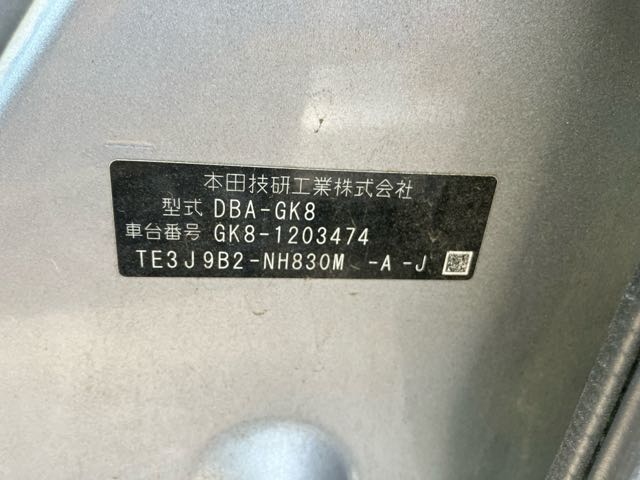 本田技研工業株式会社
型式 DBA-GK8
車台番号 GK8-1203474
TE3J9B2-NH830M -A-J